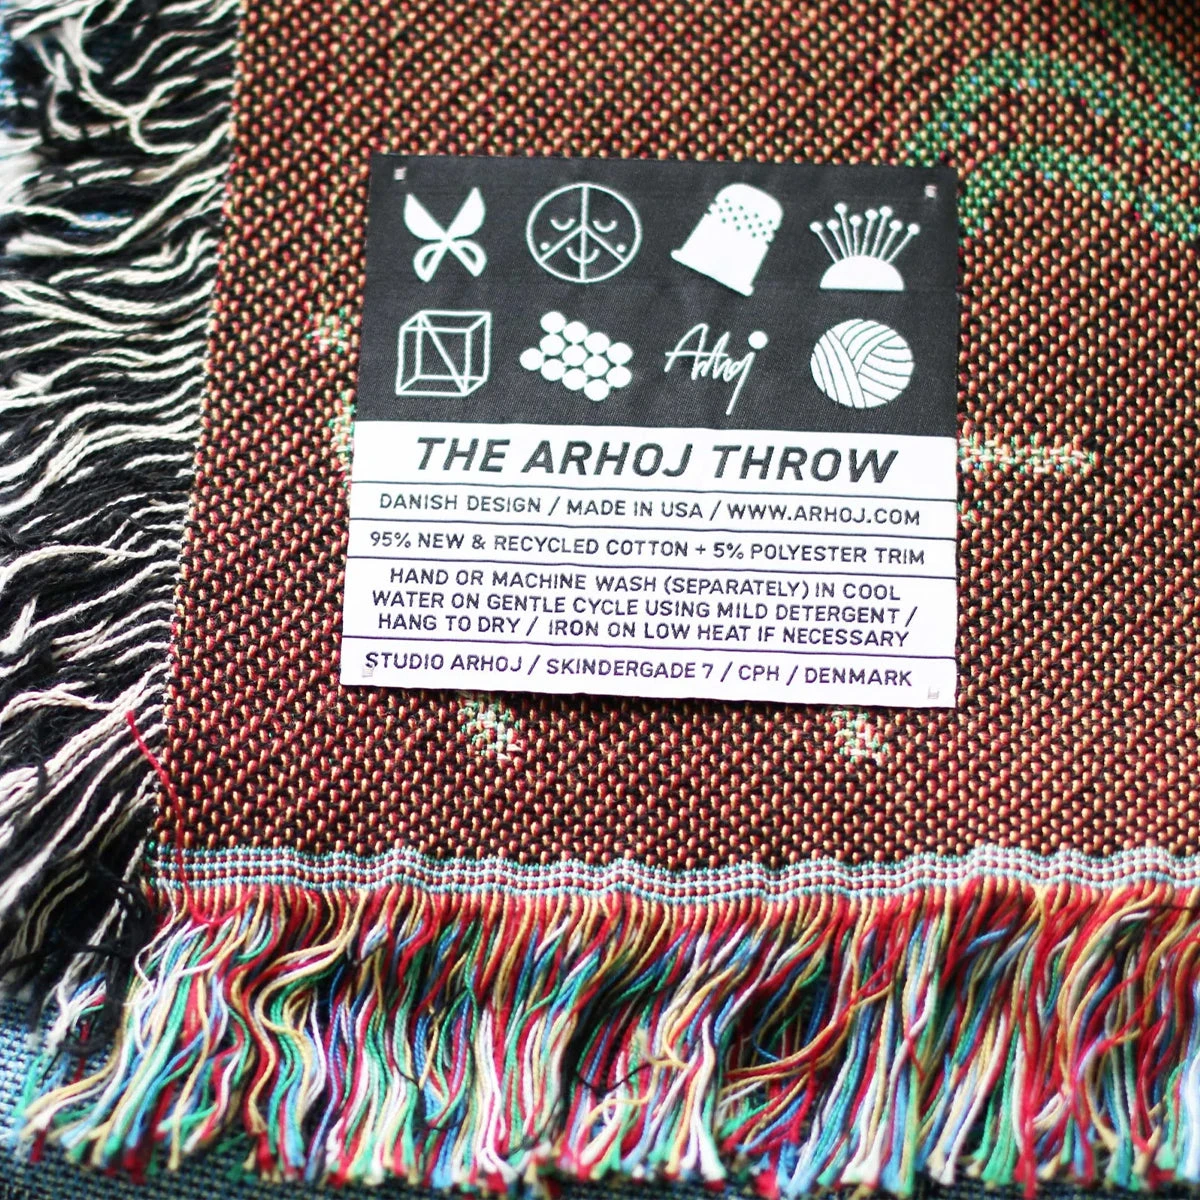 Arhoj
THE ARHOJ THROW
DANISH DESIGN / MADE IN USA / WWW.ARHOJ.COM
95% NEW & RECYCLED COTTON + 5% POLYESTER TRIM
HAND OR MACHINE WASH (SEPARATELY) IN COOL
WATER ON GENTLE CYCLE USING MILD DETERGENT /
HANG TO DRY / IRON ON LOW HEAT IF NECESSARY
STUDIO ARHOJ / SKINDERGADE 7 / CPH / DENMARK